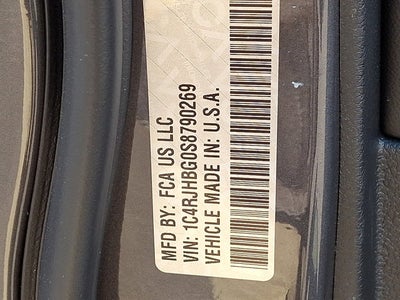 MFD BY: FCA US LLC
VIN: 1C4RJHBG0S8790269
VEHICLE MADE IN: U.S.A.